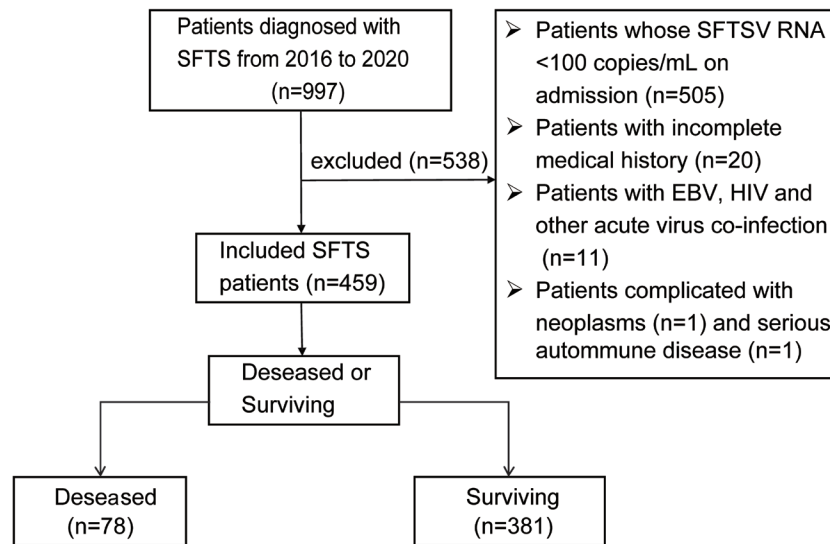 Patients diagnosed with
SFTS from 2016 to 2020
(n=997)
excluded (n=538)
➢ Patients whose SFTSV RNA
<100 copies/mL on
admission (n=505)
➢ Patients with incomplete
medical history (n=20)
➢ Patients with EBV, HIV and
other acute virus co-infection
(n=11)
➢ Patients complicated with
neoplasms (n=1) and serious
autommune disease (n=1)
Included SFTS
patients (n=459)
Deseased or
Surviving
Deseased
(n=78)
Surviving
(n=381)